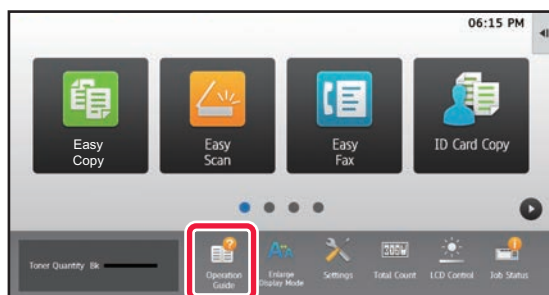 06:15 PM
Easy
Copy
Easy
Scan
Easy
Fax
ID Card Copy
Toner Quantity Bk
Operation
Guide
Enlarge
Display Mode
Settings
Total Count
LCD Control
Job Status